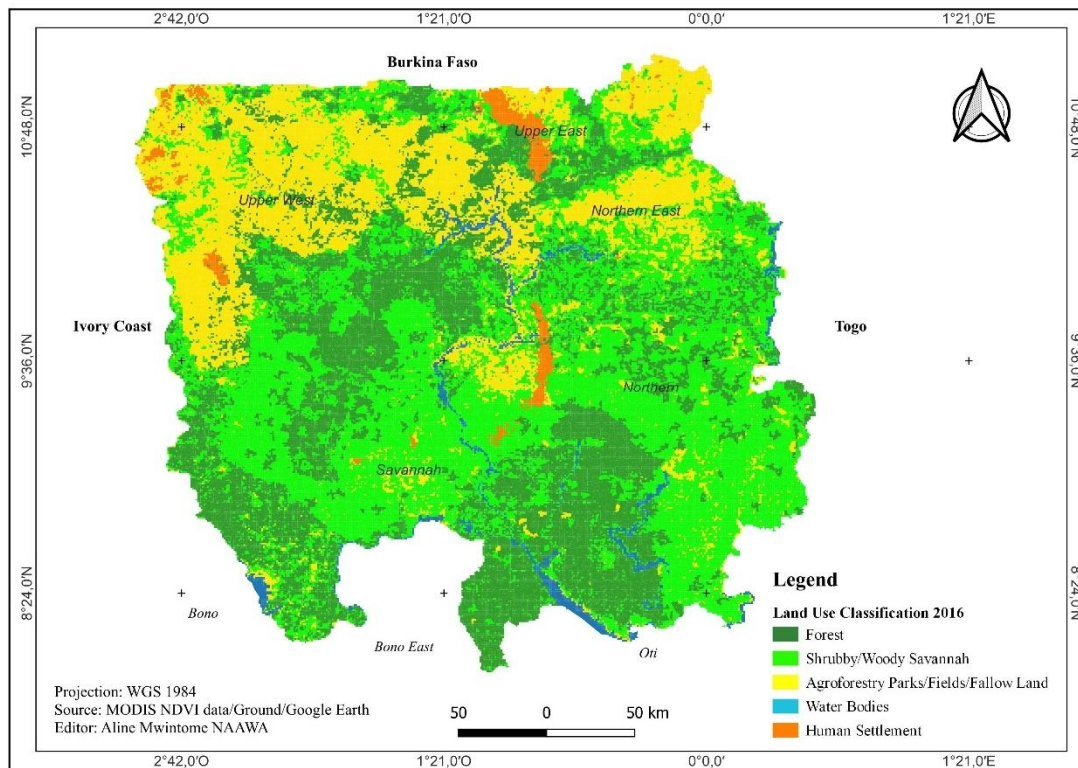 2°42,0'O 1°21,0'O 0°0,0' 1°21,0'E
Burkina Faso
10°48,0'N 10°48,0'N
Upper East
Upper West
Northern East
Ivory Coast
Togo
9°36,0'N 9°36,0'N
Northern
Savannah
8°24,0'N 8°24,0'N
Bono
Bono East
Oti
Legend
Land Use Classification 2016
Forest
Shrubby/Woody Savannah
Agroforestry Parks/Fields/Fallow Land
Water Bodies
Human Settlement
Projection: WGS 1984
Source: MODIS NDVI data/Ground/Google Earth
Editor: Aline Mwintome NAAWA
50 0 50 km
2°42,0'O 1°21,0'O 0°0,0' 1°21,0'E